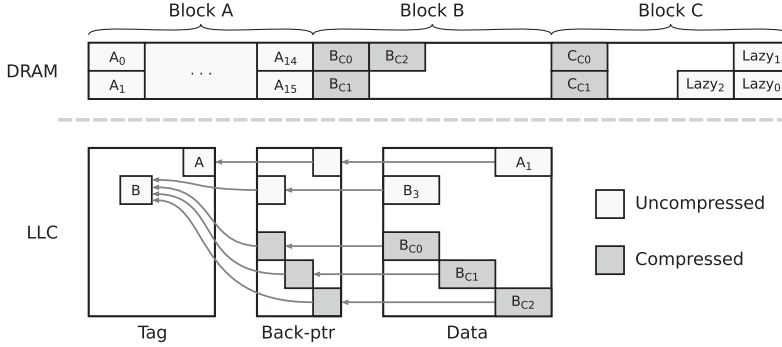 Block A Block B Block C
DRAM A0 . . . A14 BC0 BC2 CC0 Lazy1
A1 A15 BC1 CC1 Lazy2 Lazy0
A A1
B B3 Uncompressed
LLC BC0 Compressed
BC1
BC2
Tag Back-ptr Data